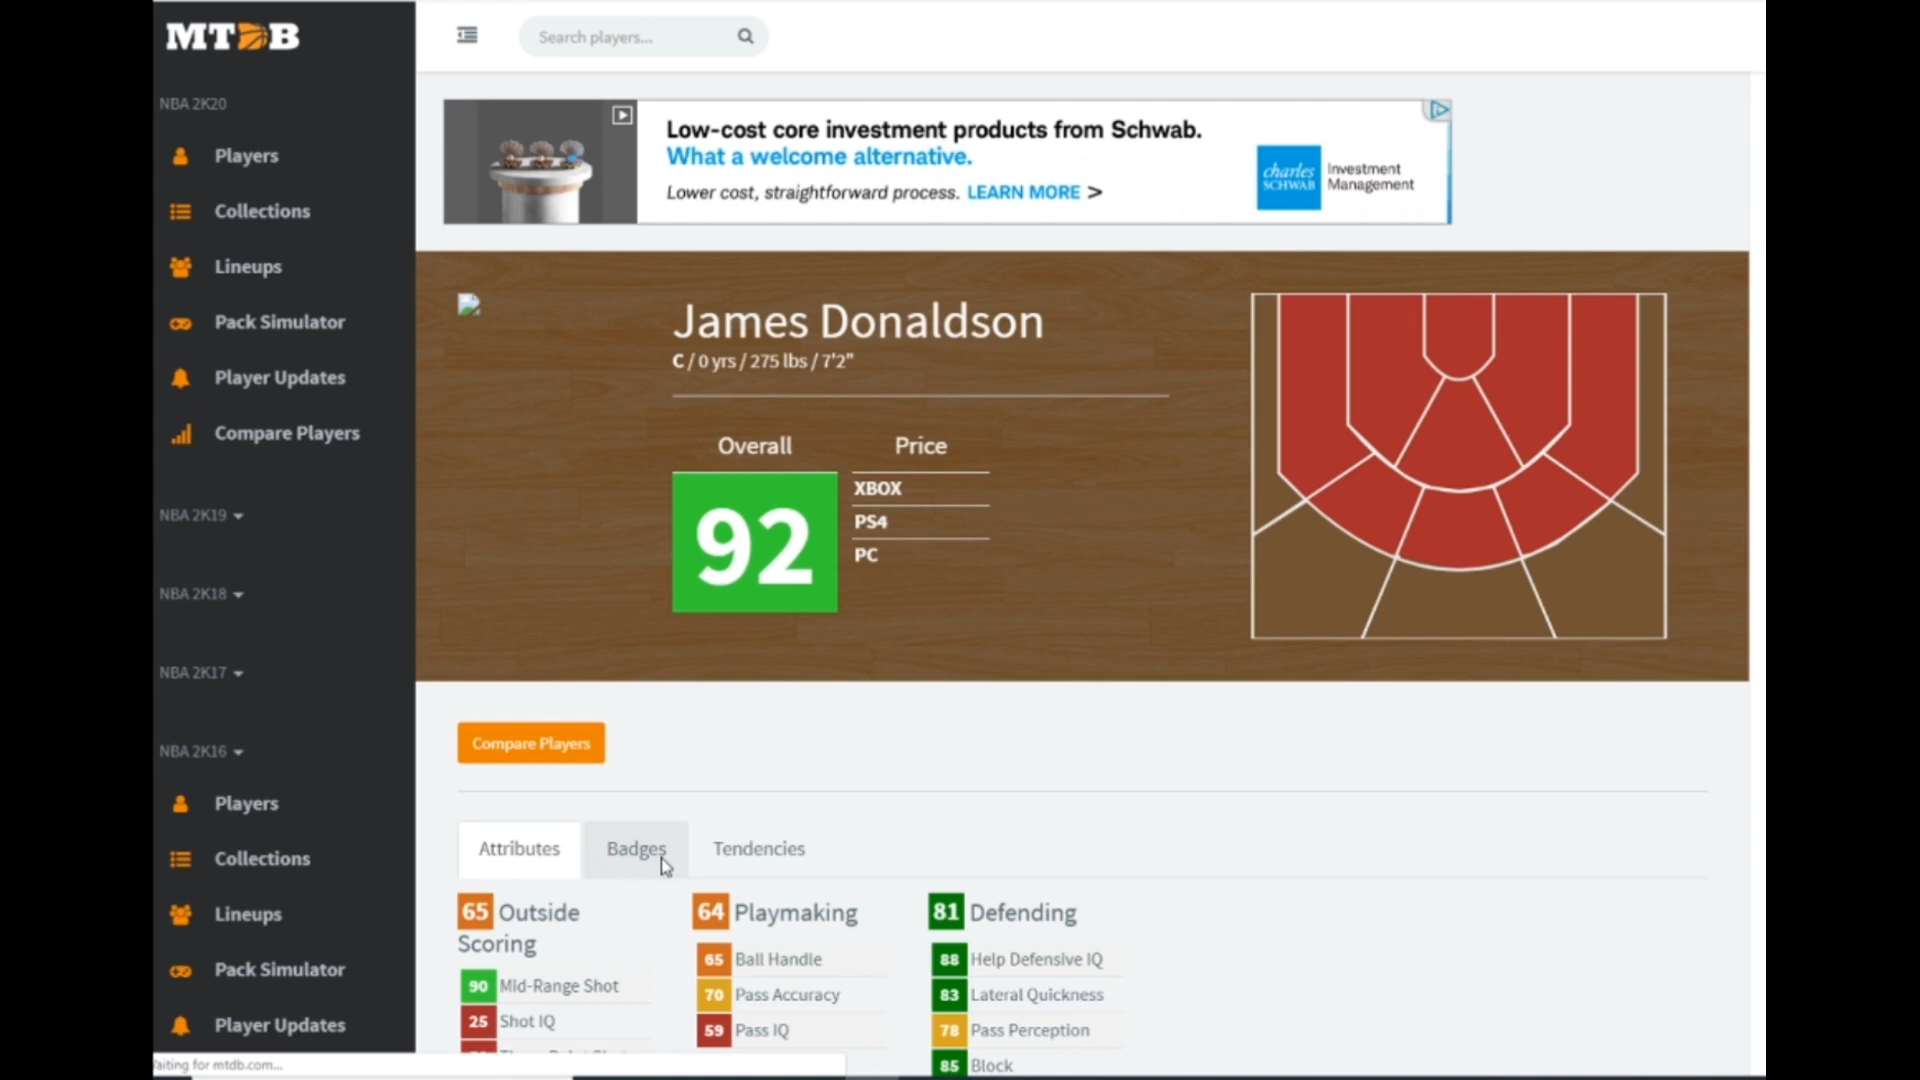 MTDB
Search players...
NBA 2K20
Players
Collections
Lineups
Pack Simulator
Player Updates
Compare Players
NBA 2K19
NBA 2K18
NBA 2K17
NBA 2K16
Players
Collections
Lineups
Pack Simulator
Player Updates
Low-cost core investment products from Schwab.
What a welcome alternative.
Lower cost, straightforward process. LEARN MORE >
charles
SCHWAB
Investment
Management
James Donaldson
C / 0 yrs / 275 lbs / 7'2"
Overall
92
Price
XBOX
PS4
PC
Compare Players
Attributes
Badges
Tendencies
65 Outside
Scoring
90 Mid-Range Shot
25 Shot IQ
64 Playmaking
65 Ball Handle
70 Pass Accuracy
59 Pass IQ
81 Defending
88 Help Defensive IQ
83 Lateral Quickness
78 Pass Perception
85 Block
aiting for mtdb.com...